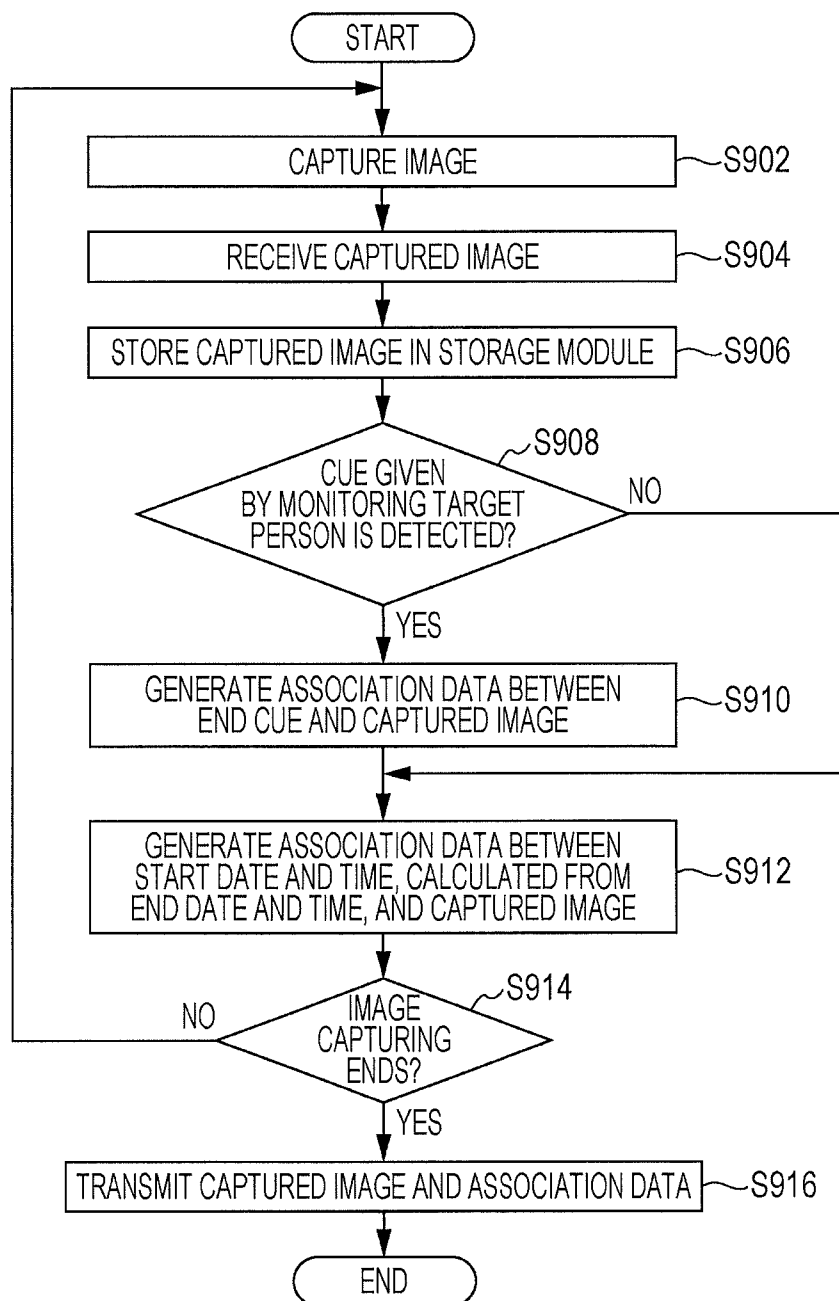 START
CAPTURE IMAGE
S902
RECEIVE CAPTURED IMAGE
S904
STORE CAPTURED IMAGE IN STORAGE MODULE
S906
S908
CUE GIVEN
BY MONITORING TARGET
PERSON IS DETECTED?
NO
YES
GENERATE ASSOCIATION DATA BETWEEN
END CUE AND CAPTURED IMAGE
S910
GENERATE ASSOCIATION DATA BETWEEN
START DATE AND TIME, CALCULATED FROM
END DATE AND TIME, AND CAPTURED IMAGE
S912
S914
NO
IMAGE
CAPTURING
ENDS?
YES
TRANSMIT CAPTURED IMAGE AND ASSOCIATION DATA
S916
END